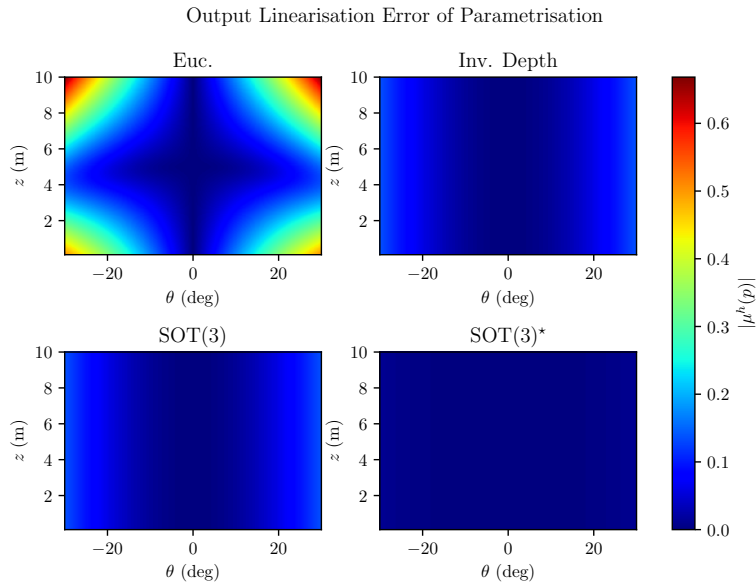 Output Linearisation Error of Parametrisation
Euc.
Inv. Depth
10
8
6
4
2
z (m)
−20
0
20
θ (deg)
10
8
6
4
2
z (m)
−20
0
20
θ (deg)
SOT(3)
SOT(3)⋆
10
8
6
4
2
z (m)
−20
0
20
θ (deg)
10
8
6
4
2
z (m)
−20
0
20
θ (deg)
0.6
0.5
0.4
0.3
0.2
0.1
0.0
|μʰ(p)|